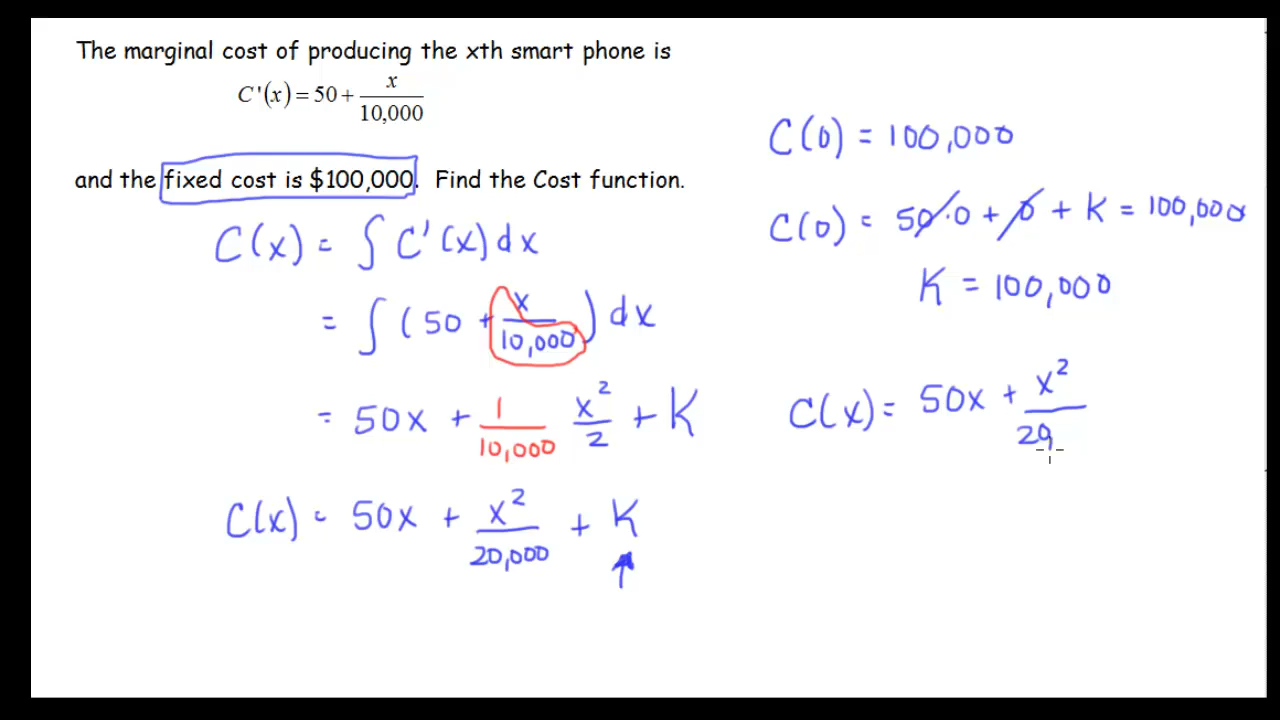 The marginal cost of producing the xth smart phone is
C'(x) = 50 + x/10,000
and the fixed cost is $100,000. Find the Cost function.
C(x) = ∫ C'(x) dx
= ∫ (50 + x/10,000) dx
= 50x + 1/10,000 x²/2 + K
C(x) = 50x + x²/20,000 + K
C(0) = 100,000
C(0) = 50·0 + 0 + K = 100,000
K = 100,000
C(x) = 50x + x²/20